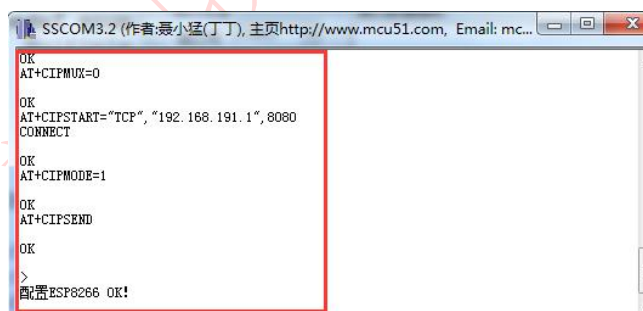 SSCOM3.2 (作者:聂小猛(丁丁), 主页http://www.mcu51.com, Email: mc...
OK
AT+CIPMUX=0
OK
AT+CIPSTART="TCP","192.168.191.1",8080
CONNECT
OK
AT+CIPMODE=1
OK
AT+CIPSEND
OK
>
配置ESP8266 OK!